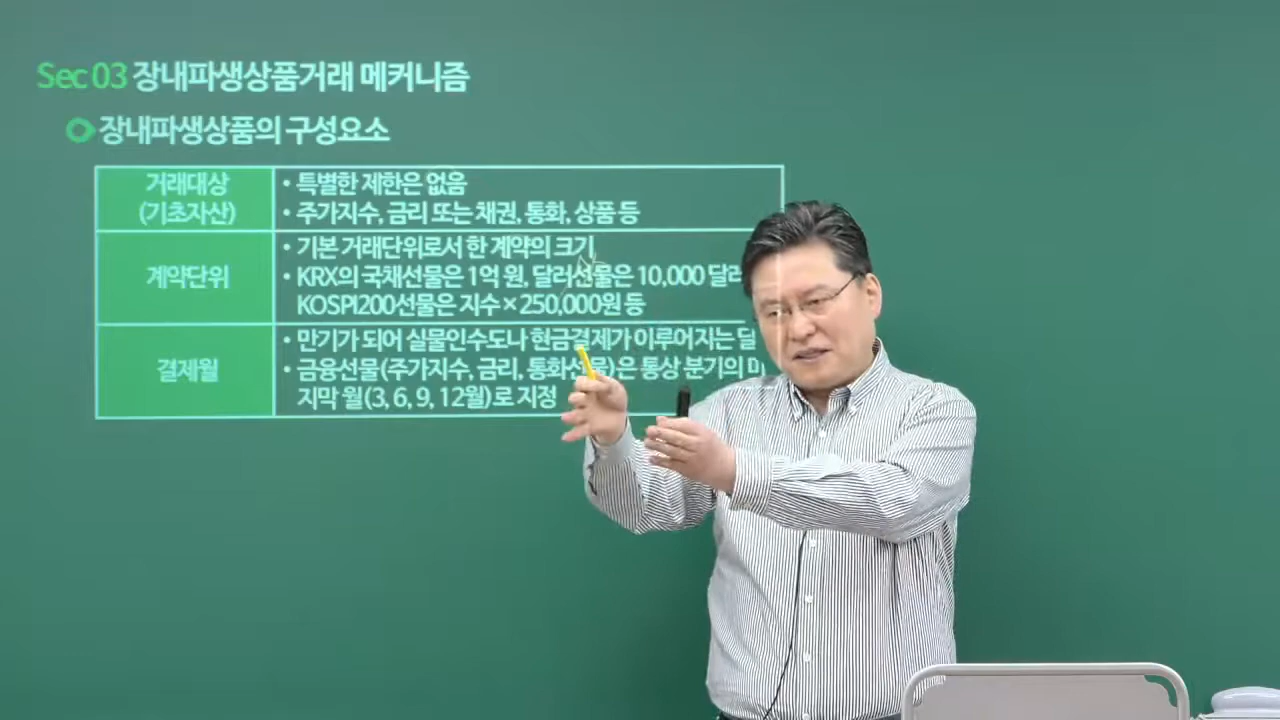 Sec 03 장내파생상품거래 메커니즘
장내파생상품의 구성요소
거래대상
(기초자산)
• 특별한 제한은 없음
• 주가지수, 금리 또는 채권, 통화, 상품 등
계약단위
• 기본 거래단위로서 한 계약의 크기
• KRX의 국채선물은 1억 원, 달러선물은 10,000 달러
KOSPI200선물은 지수 × 250,000원 등
결제월
• 만기가 되어 실물인수도나 현금결제가 이루어지는 달
• 금융선물(주가지수, 금리, 통화선물)은 통상 분기의 마
지막 월(3, 6, 9, 12월)로 지정